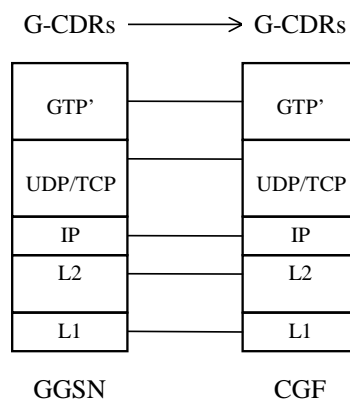 G-CDRs G-CDRs
GTP' GTP'
UDP/TCP UDP/TCP
IP IP
L2 L2
L1 L1
GGSN CGF